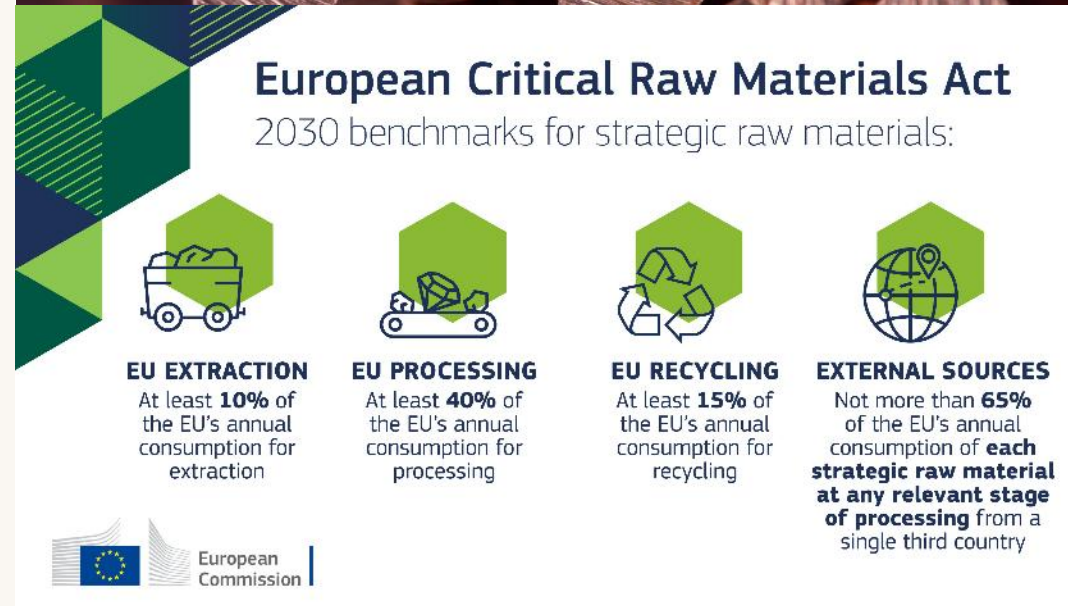 European Critical Raw Materials Act
2030 benchmarks for strategic raw materials:
EU EXTRACTION
At least 10% of
the EU's annual
consumption for
extraction
EU PROCESSING
At least 40% of
the EU's annual
consumption for
processing
EU RECYCLING
At least 15% of
the EU's annual
consumption for
recycling
EXTERNAL SOURCES
Not more than 65%
of the EU's annual
consumption of each
strategic raw material
at any relevant stage
of processing from a
single third country
European
Commission